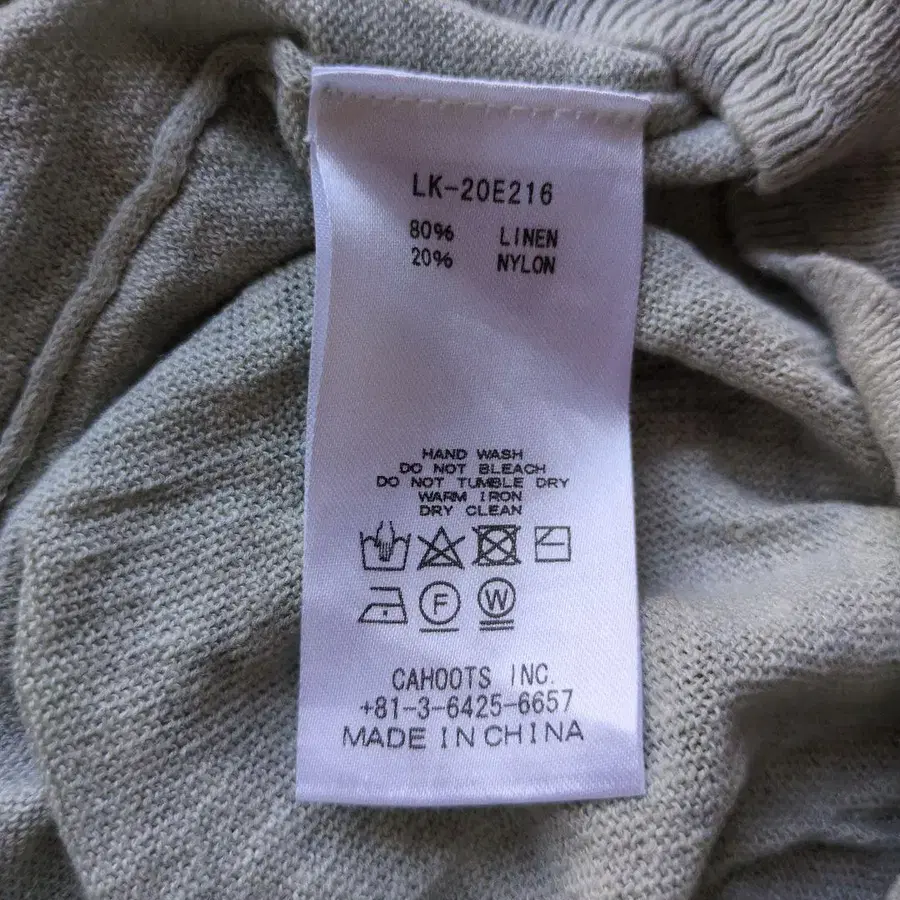 LK-20E216
80% LINEN
20% NYLON
HAND WASH
DO NOT BLEACH
DO NOT TUMBLE DRY
WARM IRON
DRY CLEAN
F W
CAHOOTS INC.
+81-3-6425-6657
MADE IN CHINA